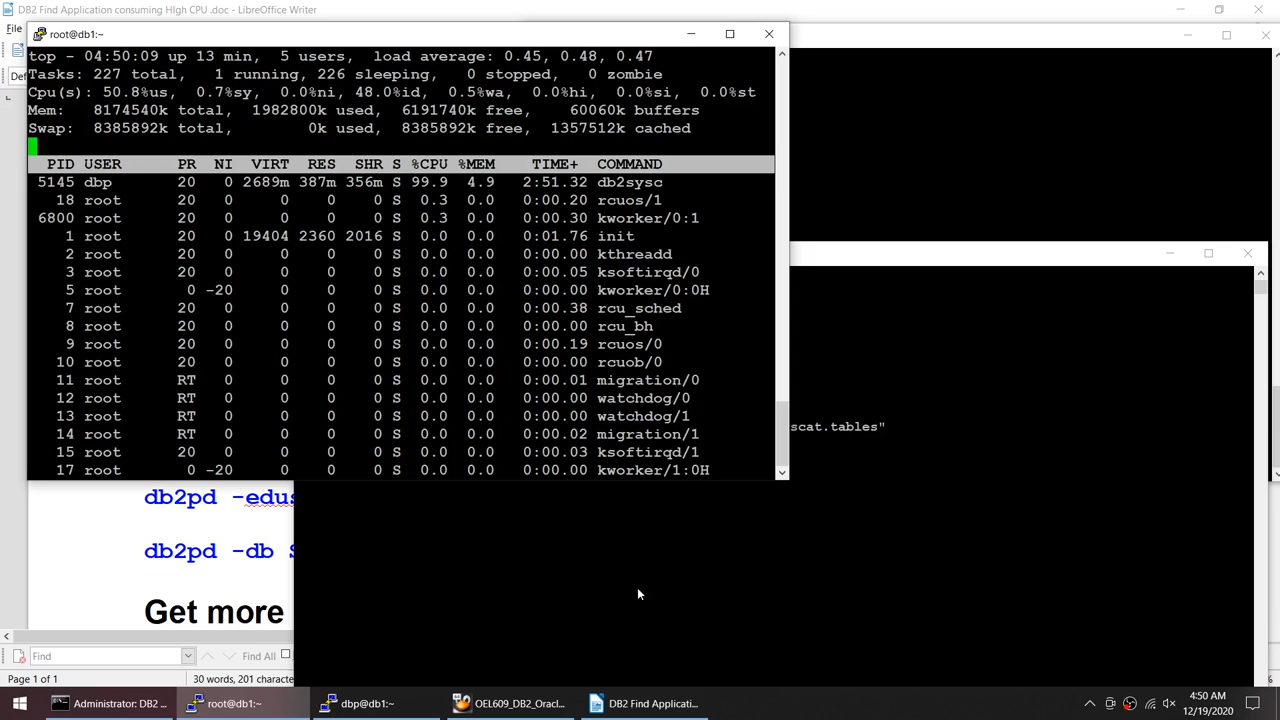 DB2 Find Application consuming HIgh CPU .doc - LibreOffice Writer
File
root@db1:~
Def
top - 04:50:09 up 13 min,  5 users,  load average: 0.45, 0.48, 0.47
Tasks: 227 total,   1 running, 226 sleeping,   0 stopped,   0 zombie
Cpu(s): 50.8%us,  0.7%sy,  0.0%ni, 48.0%id,  0.5%wa,  0.0%hi,  0.0%si,  0.0%st
Mem:   8174540k total,  1982800k used,  6191740k free,    60060k buffers
Swap:  8385892k total,        0k used,  8385892k free,  1357512k cached
PID USER PR NI VIRT RES SHR S %CPU %MEM TIME+ COMMAND
5145 dbp 20 0 2689m 387m 356m S 99.9 4.9 2:51.32 db2sysc
18 root 20 0 0 0 0 S 0.3 0.0 0:00.20 rcuos/1
6800 root 20 0 0 0 0 S 0.3 0.0 0:00.30 kworker/0:1
1 root 20 0 19404 2360 2016 S 0.0 0.0 0:01.76 init
2 root 20 0 0 0 0 S 0.0 0.0 0:00.00 kthreadd
3 root 20 0 0 0 0 S 0.0 0.0 0:00.05 ksoftirqd/0
5 root 0 -20 0 0 0 S 0.0 0.0 0:00.00 kworker/0:0H
7 root 20 0 0 0 0 S 0.0 0.0 0:00.38 rcu_sched
8 root 20 0 0 0 0 S 0.0 0.0 0:00.00 rcu_bh
9 root 20 0 0 0 0 S 0.0 0.0 0:00.19 rcuos/0
10 root 20 0 0 0 0 S 0.0 0.0 0:00.00 rcuob/0
11 root RT 0 0 0 0 S 0.0 0.0 0:00.01 migration/0
12 root RT 0 0 0 0 S 0.0 0.0 0:00.00 watchdog/0
13 root RT 0 0 0 0 S 0.0 0.0 0:00.00 watchdog/1
scat.tables"
14 root RT 0 0 0 0 S 0.0 0.0 0:00.02 migration/1
15 root 20 0 0 0 0 S 0.0 0.0 0:00.03 ksoftirqd/1
17 root 0 -20 0 0 0 S 0.0 0.0 0:00.00 kworker/1:0H
db2pd -edus
db2pd -db
Get more
Find
Find All
Page 1 of 1
30 words, 201 characte
Administrator: DB2 ...
root@db1:~
dbp@db1:~
OEL609_DB2_Oracl...
DB2 Find Applicati...
4:50 AM
12/19/2020